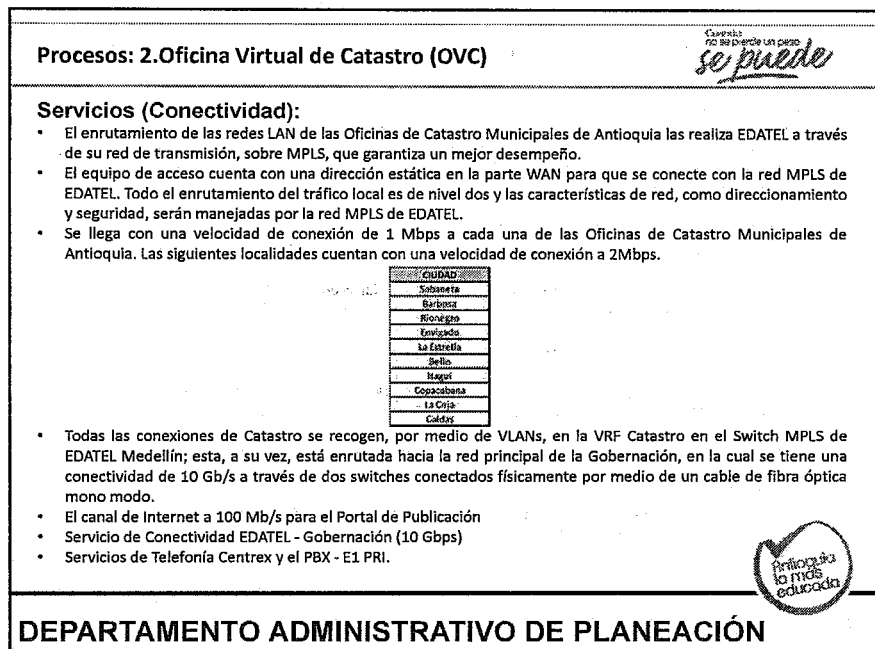 Procesos: 2.Oficina Virtual de Catastro (OVC)
no se pierde un peso
se puede
Servicios (Conectividad):
• El enrutamiento de las redes LAN de las Oficinas de Catastro Municipales de Antioquia las realiza EDATEL a través
de su red de transmisión, sobre MPLS, que garantiza un mejor desempeño.
• El equipo de acceso cuenta con una dirección estática en la parte WAN para que se conecte con la red MPLS de
EDATEL. Todo el enrutamiento del tráfico local es de nivel dos y las características de red, como direccionamiento
y seguridad, serán manejadas por la red MPLS de EDATEL.
• Se llega con una velocidad de conexión de 1 Mbps a cada una de las Oficinas de Catastro Municipales de
Antioquia. Las siguientes localidades cuentan con una velocidad de conexión a 2Mbps.
CIUDAD
Sabaneta
Barbosa
Rionegro
Envigado
La Estrella
Bello
Itagui
Copacabana
La Ceja
Caldas
• Todas las conexiones de Catastro se recogen, por medio de VLANs, en la VRF Catastro en el Switch MPLS de
EDATEL Medellín; esta, a su vez, está enrutada hacia la red principal de la Gobernación, en la cual se tiene una
conectividad de 10 Gb/s a través de dos switches conectados físicamente por medio de un cable de fibra óptica
mono modo.
• El canal de Internet a 100 Mb/s para el Portal de Publicación
• Servicio de Conectividad EDATEL - Gobernación (10 Gbps)
• Servicios de Telefonía Centrex y el PBX - E1 PRI.
Antioquia
la más
educada
DEPARTAMENTO ADMINISTRATIVO DE PLANEACIÓN